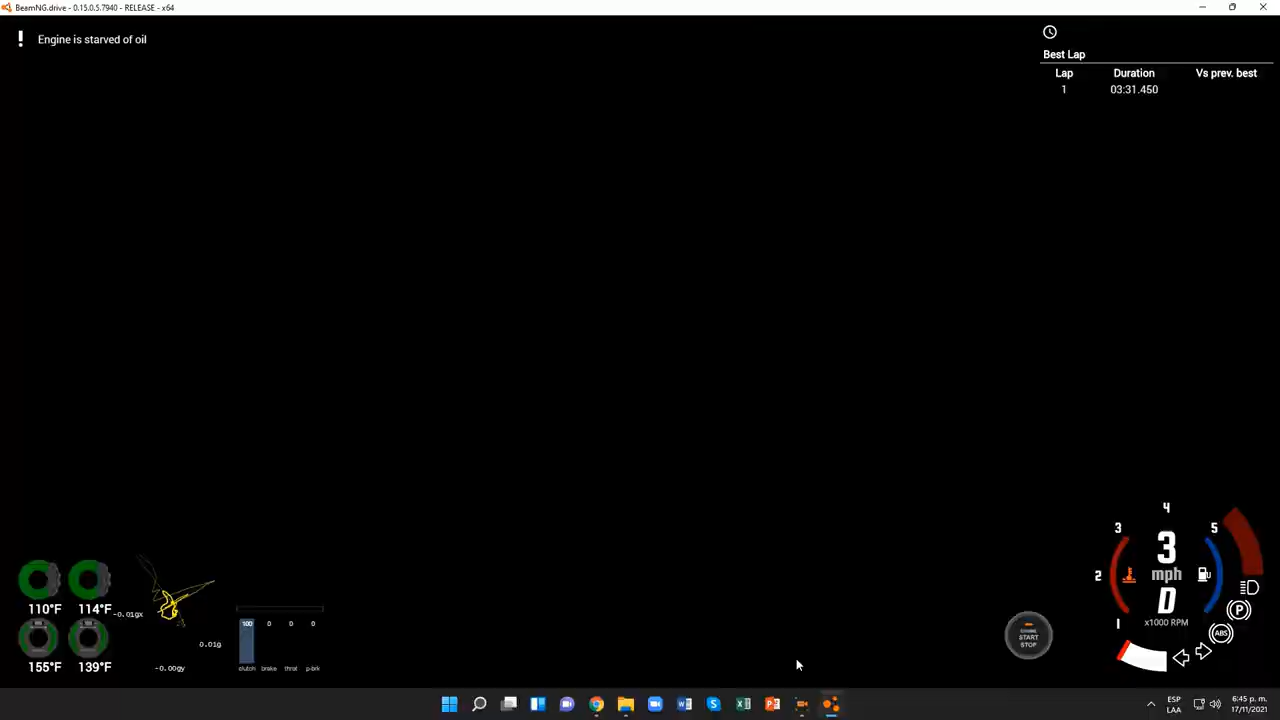 BeamNG.drive - 0.15.0.5.7940 - RELEASE - x64
! Engine is starved of oil
Best Lap
Lap Duration Vs prev. best
1 03:31.450
110°F 114°F
155°F 139°F
-0.01gx
0.01g
-0.00gy
100 0 0 0
clutch brake throt p-brk
ENGINE
START
STOP
1 2 3 4 5
3
mph
D
x1000 RPM
P
ABS
ESP
LAA
6:45 p. m.
17/11/2021